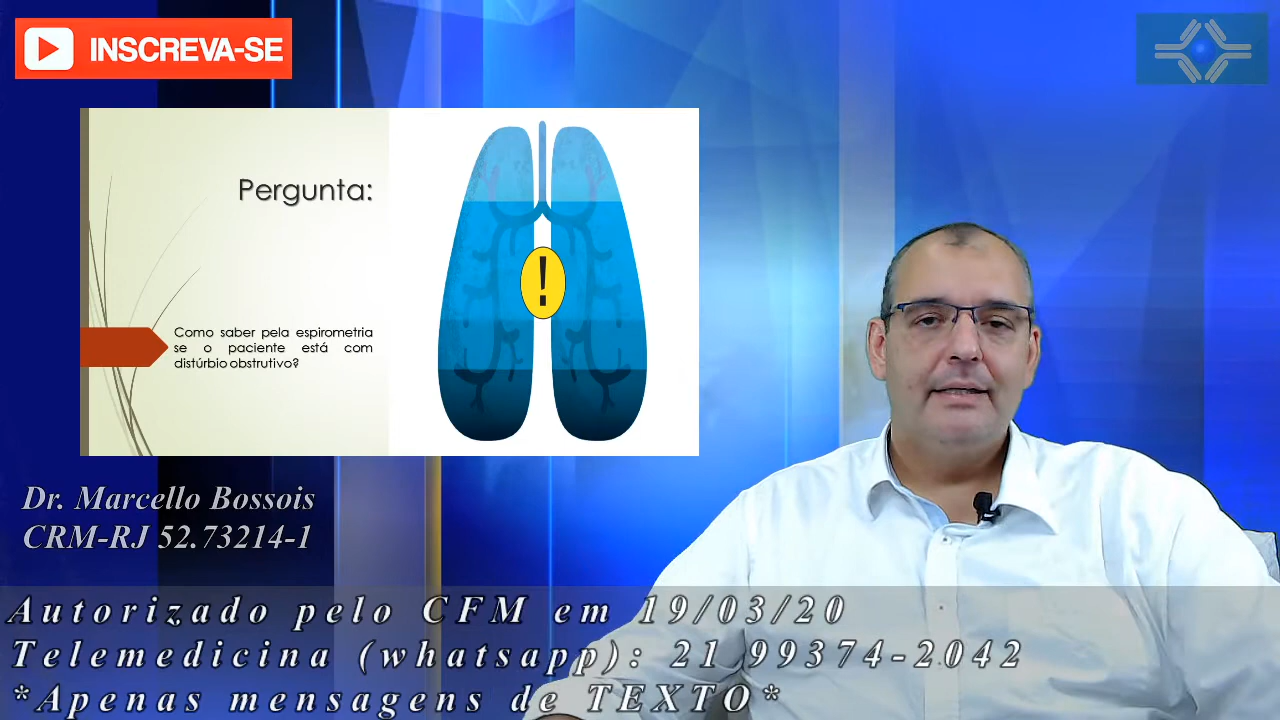 INSCREVA-SE
Pergunta:
!
Como saber pela espirometria
se o paciente está com
distúrbio obstrutivo?
Dr. Marcello Bossois
CRM-RJ 52.73214-1
Autorizado pelo CFM em 19/03/20
Telemedicina (whatsapp): 21 99374-2042
*Apenas mensagens de TEXTO*